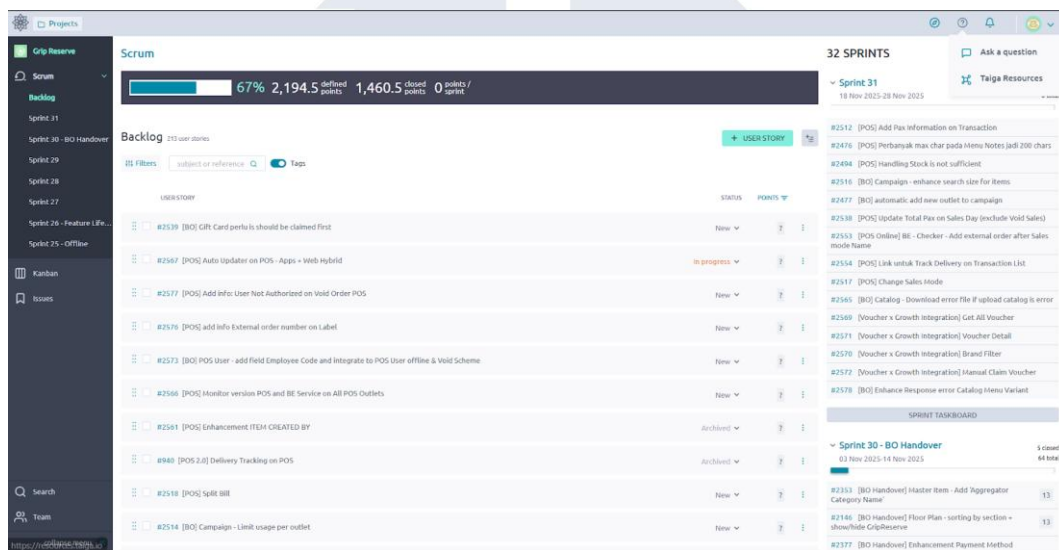 Projects
Grip Reserve
Scrum
Backlog
Sprint 31
Sprint 30 - BO Handover
Sprint 29
Sprint 28
Sprint 27
Sprint 26 - Feature Life...
Sprint 25 - Offline
Kanban
Issues
Search
Team
collapse menu
Scrum
67% 2,194.5 defined points 1,460.5 closed points 0 points / sprint
Backlog 213 user stories
+ USER STORY
Filters subject or reference Tags
USER STORY STATUS POINTS
#2539 [BO] Gift Card perlu is should be claimed first New ?
#2567 [POS] Auto Updater on POS - Apps + Web Hybrid In progress ?
#2577 [POS] Add info: User Not Authorized on Void Order POS New ?
#2576 [POS] add info External order number on Label New ?
#2573 [BO] POS User - add field Employee Code and integrate to POS User offline & Void Scheme New ?
#2566 [POS] Monitor version POS and BE Service on All POS Outlets New ?
#2561 [POS] Enhancement ITEM CREATED BY Archived ?
#940 [POS 2.0] Delivery Tracking on POS Archived ?
#2518 [POS] Split Bill New ?
#2514 [BO] Campaign - Limit usage per outlet New ?
32 SPRINTS
Ask a question
Taiga Resources
Sprint 31
18 Nov 2025-28 Nov 2025
#2512 [POS] Add Pax Information on Transaction
#2476 [POS] Perbanyak max char pada Menu Notes jadi 200 chars
#2494 [POS] Handling Stock is not sufficient
#2516 [BO] Campaign - enhance search size for items
#2477 [BO] automatic add new outlet to campaign
#2538 [POS] Update Total Pax on Sales Day (exclude Void Sales)
#2553 [POS Online] BE - Checker - Add external order after Sales
mode Name
#2554 [POS] Link untuk Track Delivery on Transaction List
#2517 [POS] Change Sales Mode
#2565 [BO] Catalog - Download error file if upload catalog is error
#2569 [Voucher x Growth Integration] Get All Voucher
#2571 [Voucher x Growth Integration] Voucher Detail
#2570 [Voucher x Growth Integration] Brand Filter
#2572 [Voucher x Growth Integration] Manual Claim Voucher
#2578 [BO] Enhance Response error Catalog Menu Variant
SPRINT TASKBOARD
Sprint 30 - BO Handover 5 closed
03 Nov 2025-14 Nov 2025 64 total
#2353 [BO Handover] Master Item - Add 'Aggregator
Category Name' 13
#2146 [BO Handover] Floor Plan - sorting by section +
show/hide GripReserve 13
#2377 [BO Handover] Enhancement Payment Method